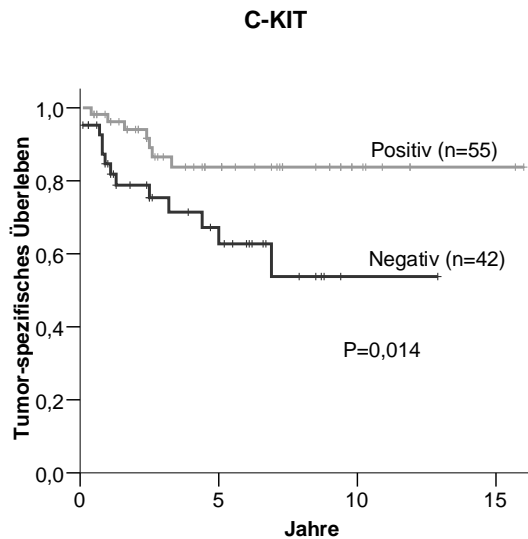 C-KIT
Tumor-spezifisches Überleben
1,0
0,8
0,6
0,4
0,2
0,0
Positiv (n=55)
Negativ (n=42)
P=0,014
0
5
10
15
Jahre